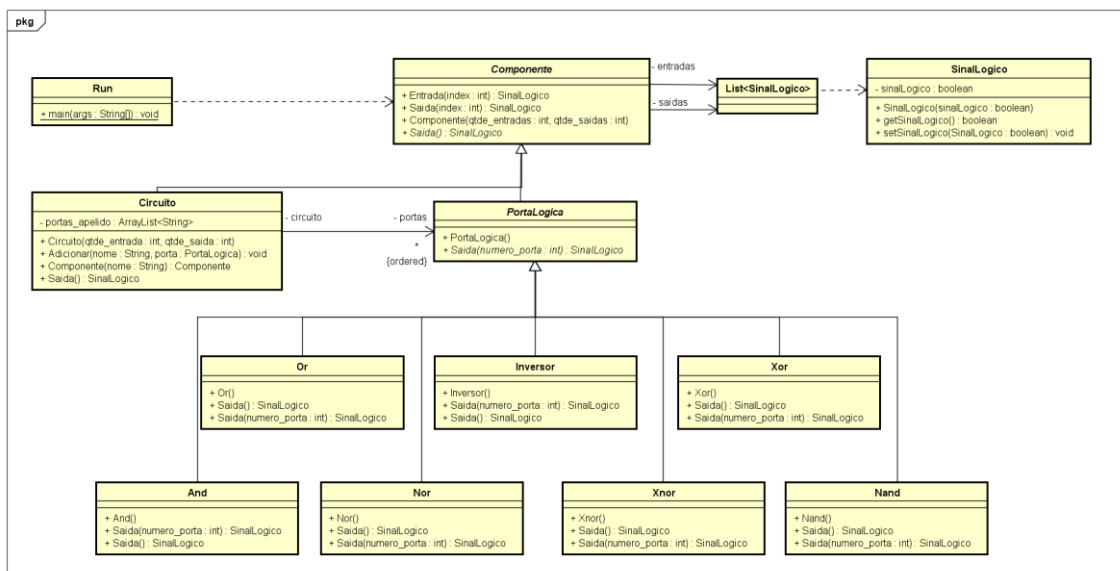 pkg
Run
+ main(args : String[]) : void
Componente
+ Entrada(index : int) : SinalLogico
+ Saida(index : int) : SinalLogico
+ Componente(qtde_entradas : int, qtde_saidas : int)
+ Saida() : SinalLogico
- entradas
- saidas
List<SinalLogico>
SinalLogico
- sinalLogico : boolean
+ SinalLogico(sinalLogico : boolean)
+ getSinalLogico() : boolean
+ setSinalLogico(SinalLogico : boolean) : void
Circuito
- portas_apelido : ArrayList<String>
+ Circuito(qtde_entrada : int, qtde_saida : int)
+ Adicionar(nome : String, porta : PortaLogica) : void
+ Componente(nome : String) : Componente
+ Saida() : SinalLogico
- circuito
- portas
*
{ordered}
PortaLogica
+ PortaLogica()
+ Saida(numero_porta : int) : SinalLogico
Or
+ Or()
+ Saida() : SinalLogico
+ Saida(numero_porta : int) : SinalLogico
Inversor
+ Inversor()
+ Saida(numero_porta : int) : SinalLogico
+ Saida() : SinalLogico
Xor
+ Xor()
+ Saida() : SinalLogico
+ Saida(numero_porta : int) : SinalLogico
And
+ And()
+ Saida(numero_porta : int) : SinalLogico
+ Saida() : SinalLogico
Nor
+ Nor()
+ Saida() : SinalLogico
+ Saida(numero_porta : int) : SinalLogico
Xnor
+ Xnor()
+ Saida() : SinalLogico
+ Saida(numero_porta : int) : SinalLogico
Nand
+ Nand()
+ Saida() : SinalLogico
+ Saida(numero_porta : int) : SinalLogico